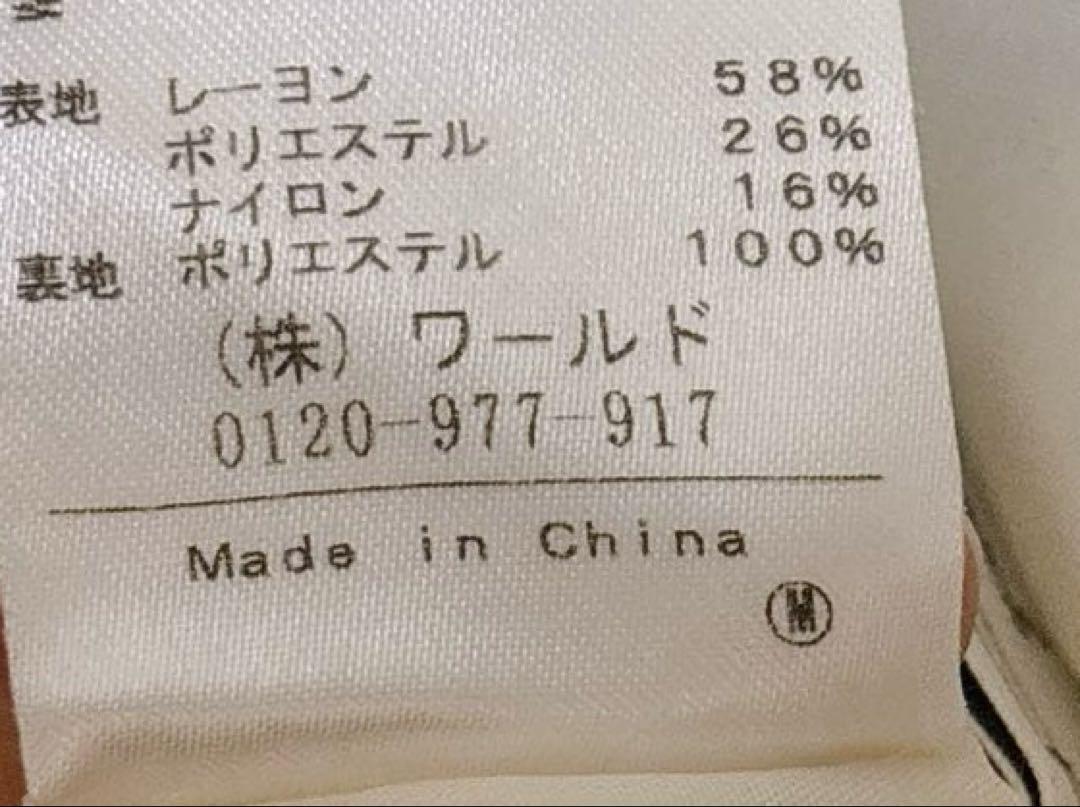 表地 レーヨン 58%
ポリエステル 26%
ナイロン 16%
裏地 ポリエステル 100%
(株) ワールド
0120-977-917
Made in China
Ⓜ